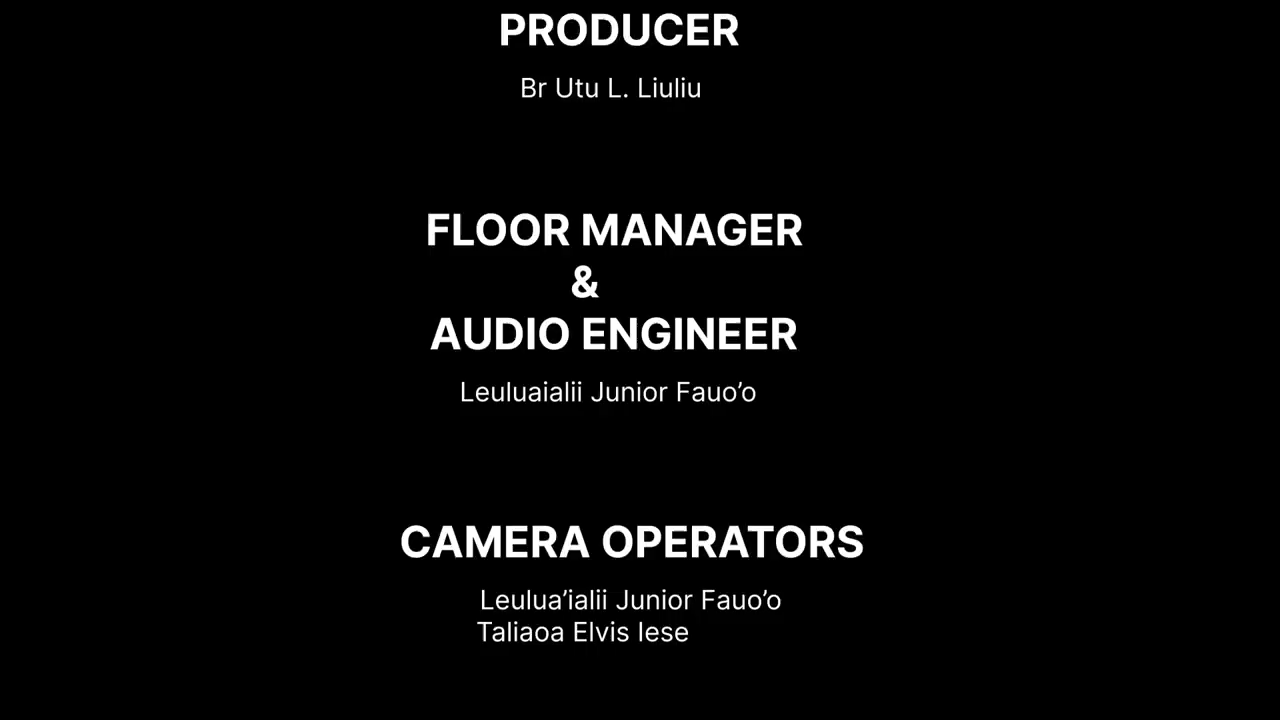 PRODUCER
Br Utu L. Liuliu
FLOOR MANAGER
&
AUDIO ENGINEER
Leuluaialii Junior Fauo’o
CAMERA OPERATORS
Leulua’ialii Junior Fauo’o
Taliaoa Elvis Iese